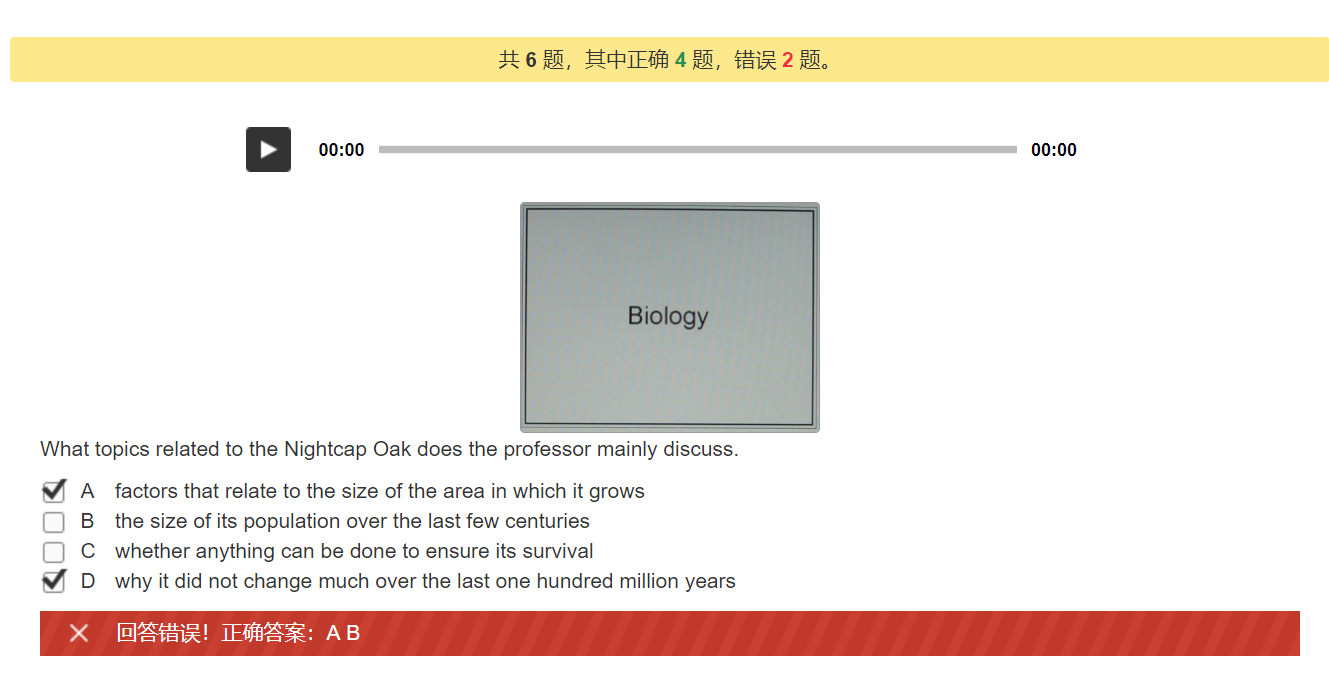 共 6 题，其中正确 4 题，错误 2 题。
00:00 00:00
Biology
What topics related to the Nightcap Oak does the professor mainly discuss.
A factors that relate to the size of the area in which it grows
B the size of its population over the last few centuries
C whether anything can be done to ensure its survival
D why it did not change much over the last one hundred million years
回答错误！正确答案：A B